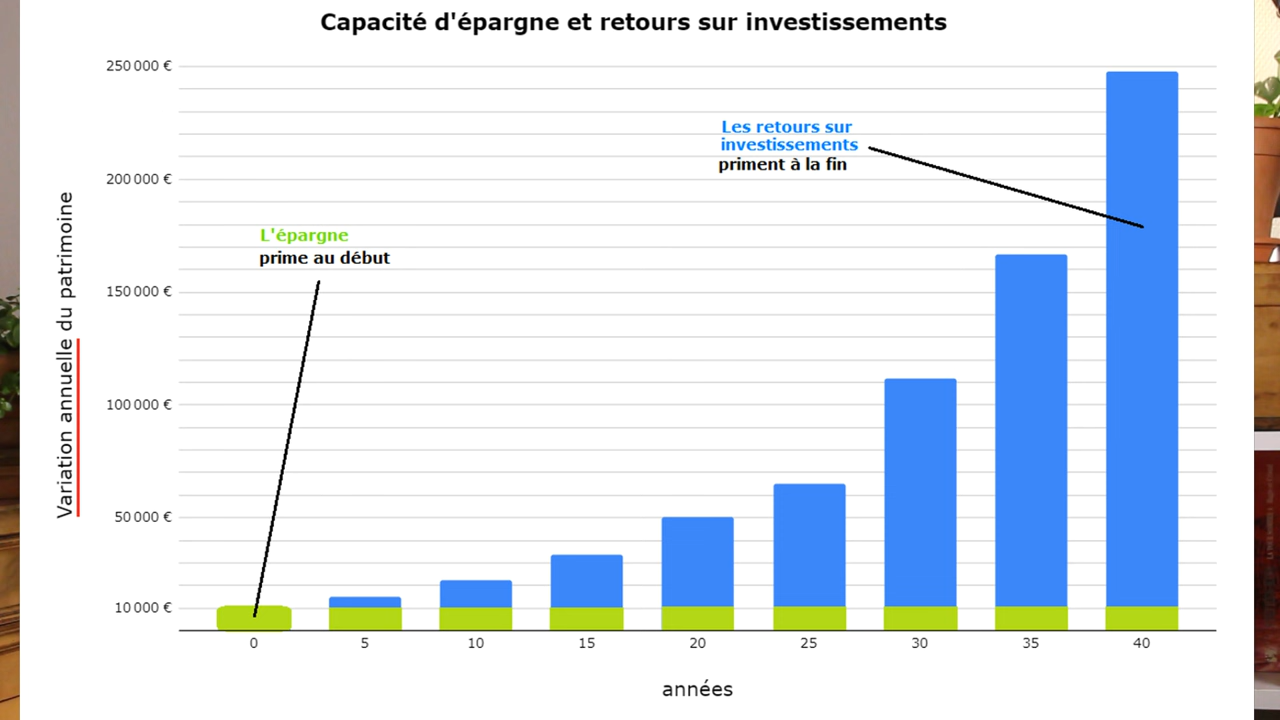 Capacité d'épargne et retours sur investissements
250 000 €
200 000 €
150 000 €
100 000 €
50 000 €
10 000 €
Variation annuelle du patrimoine
L'épargne
prime au début
Les retours sur
investissements
priment à la fin
0
5
10
15
20
25
30
35
40
années